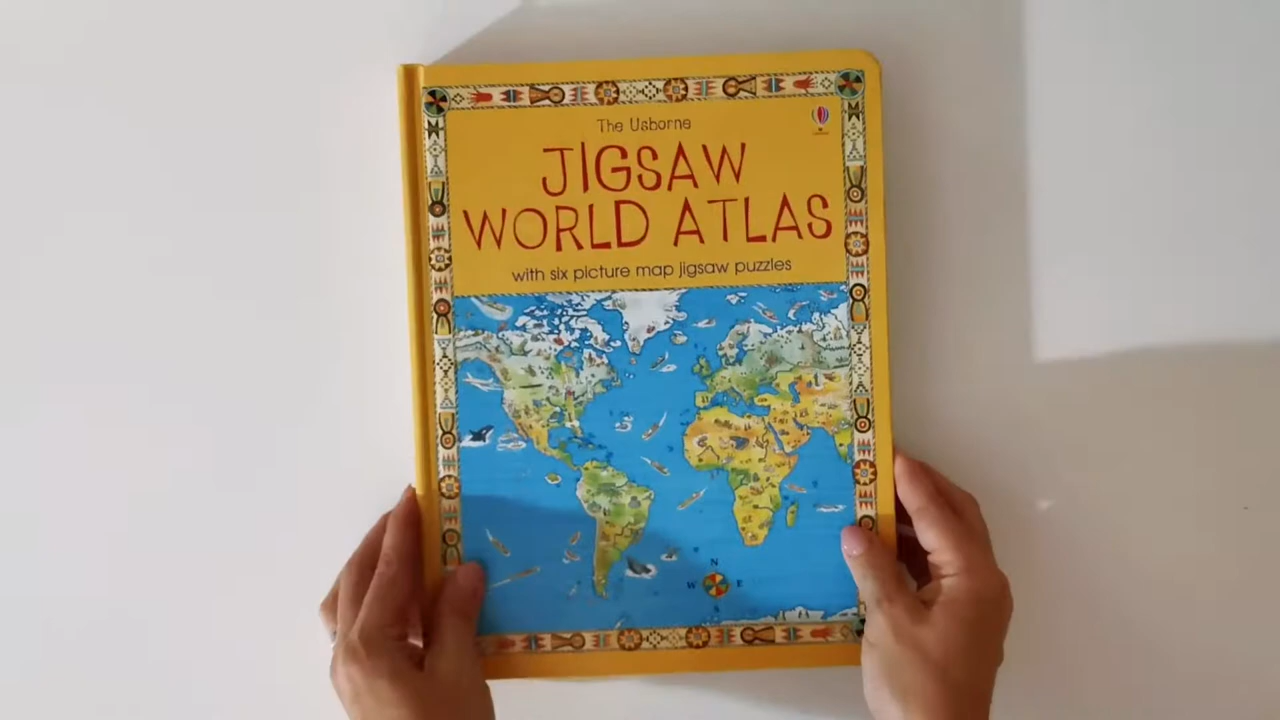 The Usborne
JIGSAW
WORLD ATLAS
with six picture map jigsaw puzzles
N
W E
S